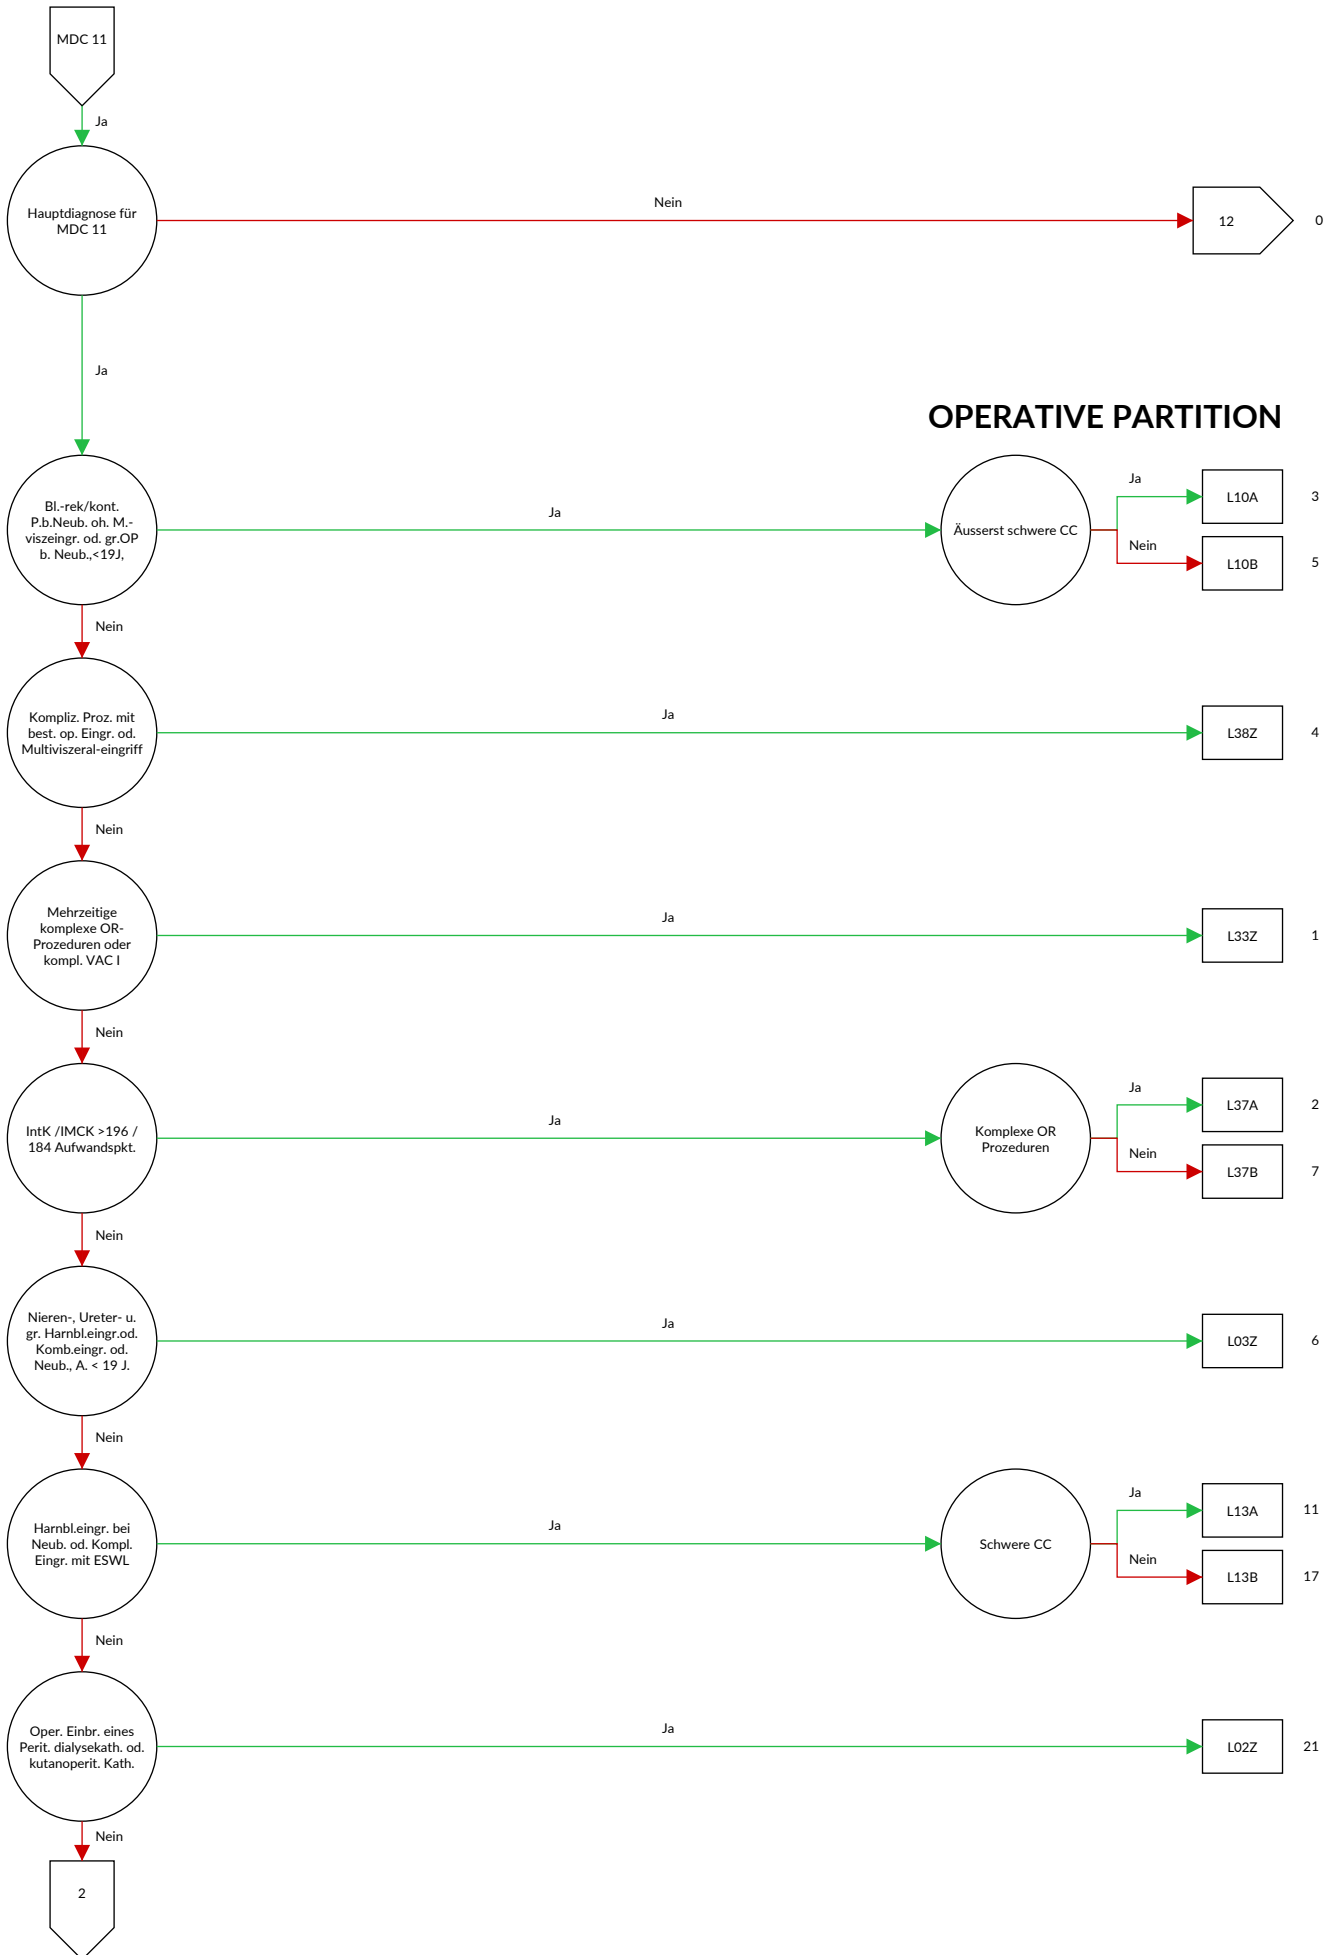 MDC 11
Ja
Hauptdiagnose für
MDC 11
Nein
12
0
Ja
OPERATIVE PARTITION
Bl.-rek/kont.
P.b.Neub. oh. M.-
viszeingr. od. gr.OP
b. Neub.,<19J,
Ja
Äusserst schwere CC
Ja
L10A
3
Nein
L10B
5
Nein
Kompliz. Proz. mit
best. op. Eingr. od.
Multiviszeral-eingriff
Ja
L38Z
4
Nein
Mehrzeitige
komplexe OR-
Prozeduren oder
kompl. VAC I
Ja
L33Z
1
Nein
IntK /IMCK >196 /
184 Aufwandspkt.
Ja
Komplexe OR
Prozeduren
Ja
L37A
2
Nein
L37B
7
Nein
Nieren-, Ureter- u.
gr. Harnbl.eingr.od.
Komb.eingr. od.
Neub., A. < 19 J.
Ja
L03Z
6
Nein
Harnbl.eingr. bei
Neub. od. Kompl.
Eingr. mit ESWL
Ja
Schwere CC
Ja
L13A
11
Nein
L13B
17
Nein
Oper. Einbr. eines
Perit. dialysekath. od.
kutanoperit. Kath.
Ja
L02Z
21
Nein
2